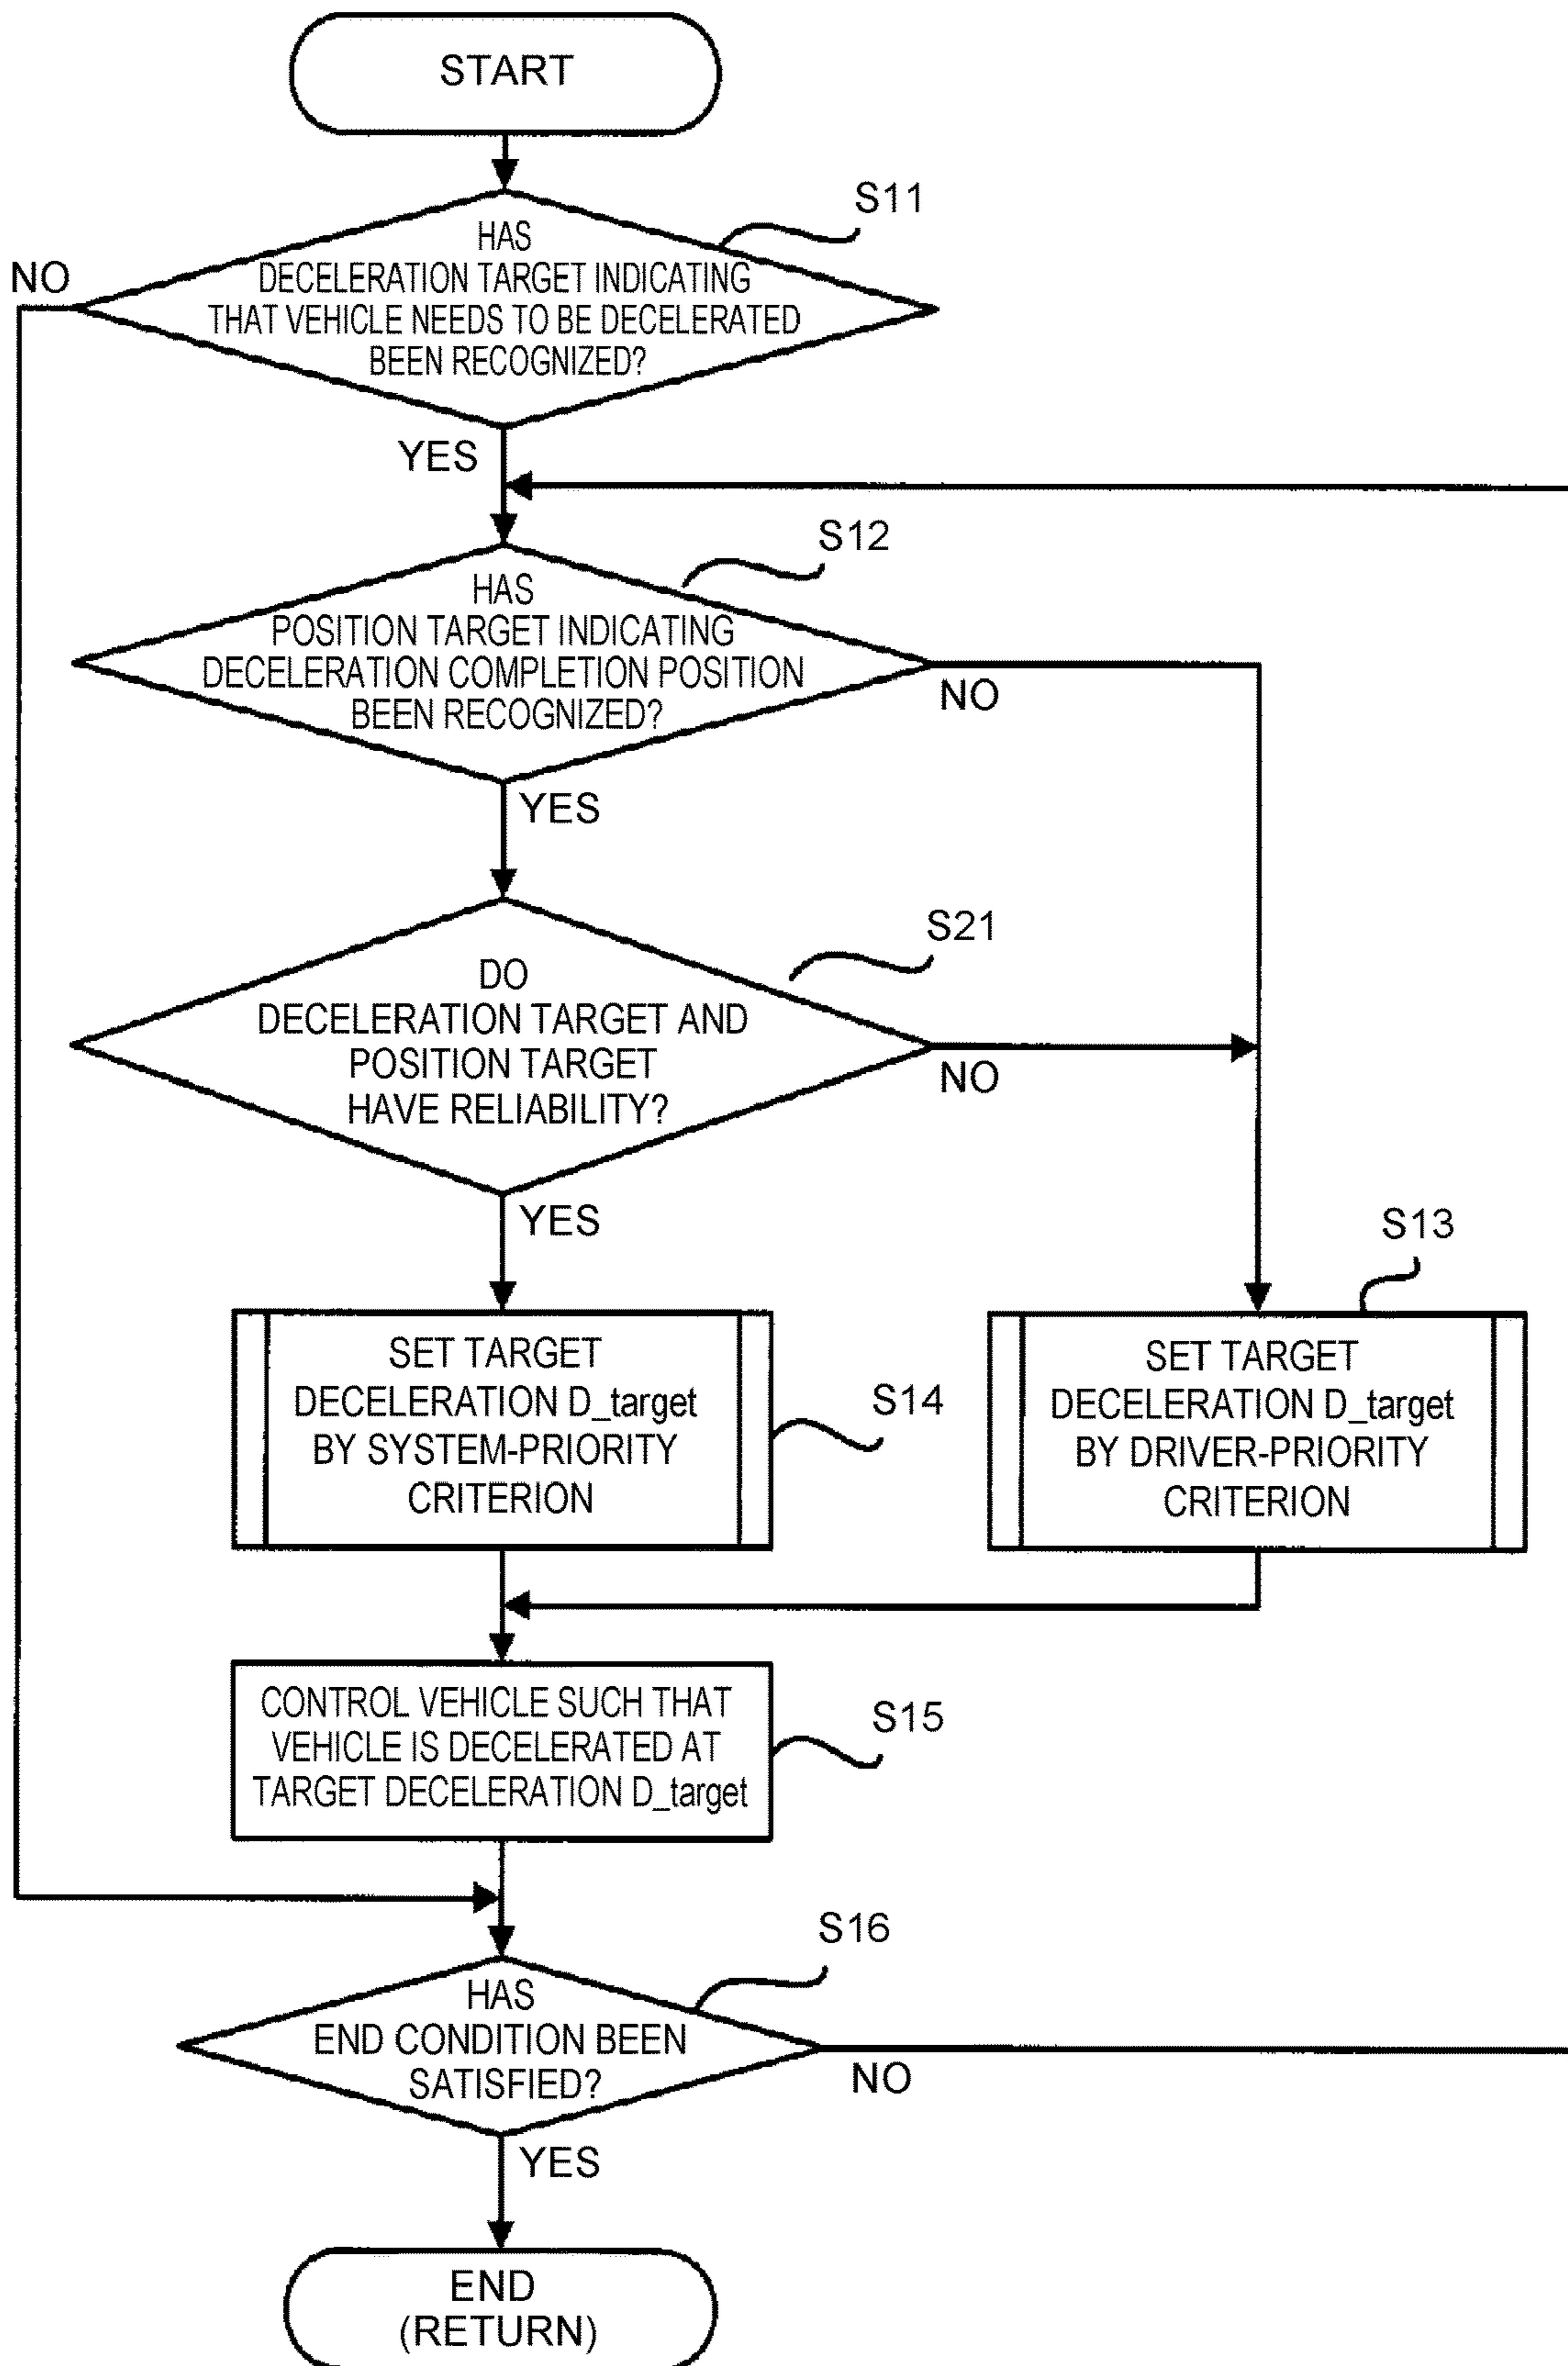 START
S11
HAS
DECELERATION TARGET INDICATING
THAT VEHICLE NEEDS TO BE DECELERATED
BEEN RECOGNIZED?
NO
YES
S12
HAS
POSITION TARGET INDICATING
DECELERATION COMPLETION POSITION
BEEN RECOGNIZED?
NO
YES
S21
DO
DECELERATION TARGET AND
POSITION TARGET
HAVE RELIABILITY?
NO
YES
S14
SET TARGET
DECELERATION D_target
BY SYSTEM-PRIORITY
CRITERION
S13
SET TARGET
DECELERATION D_target
BY DRIVER-PRIORITY
CRITERION
S15
CONTROL VEHICLE SUCH THAT
VEHICLE IS DECELERATED AT
TARGET DECELERATION D_target
S16
HAS
END CONDITION BEEN
SATISFIED?
NO
YES
END
(RETURN)